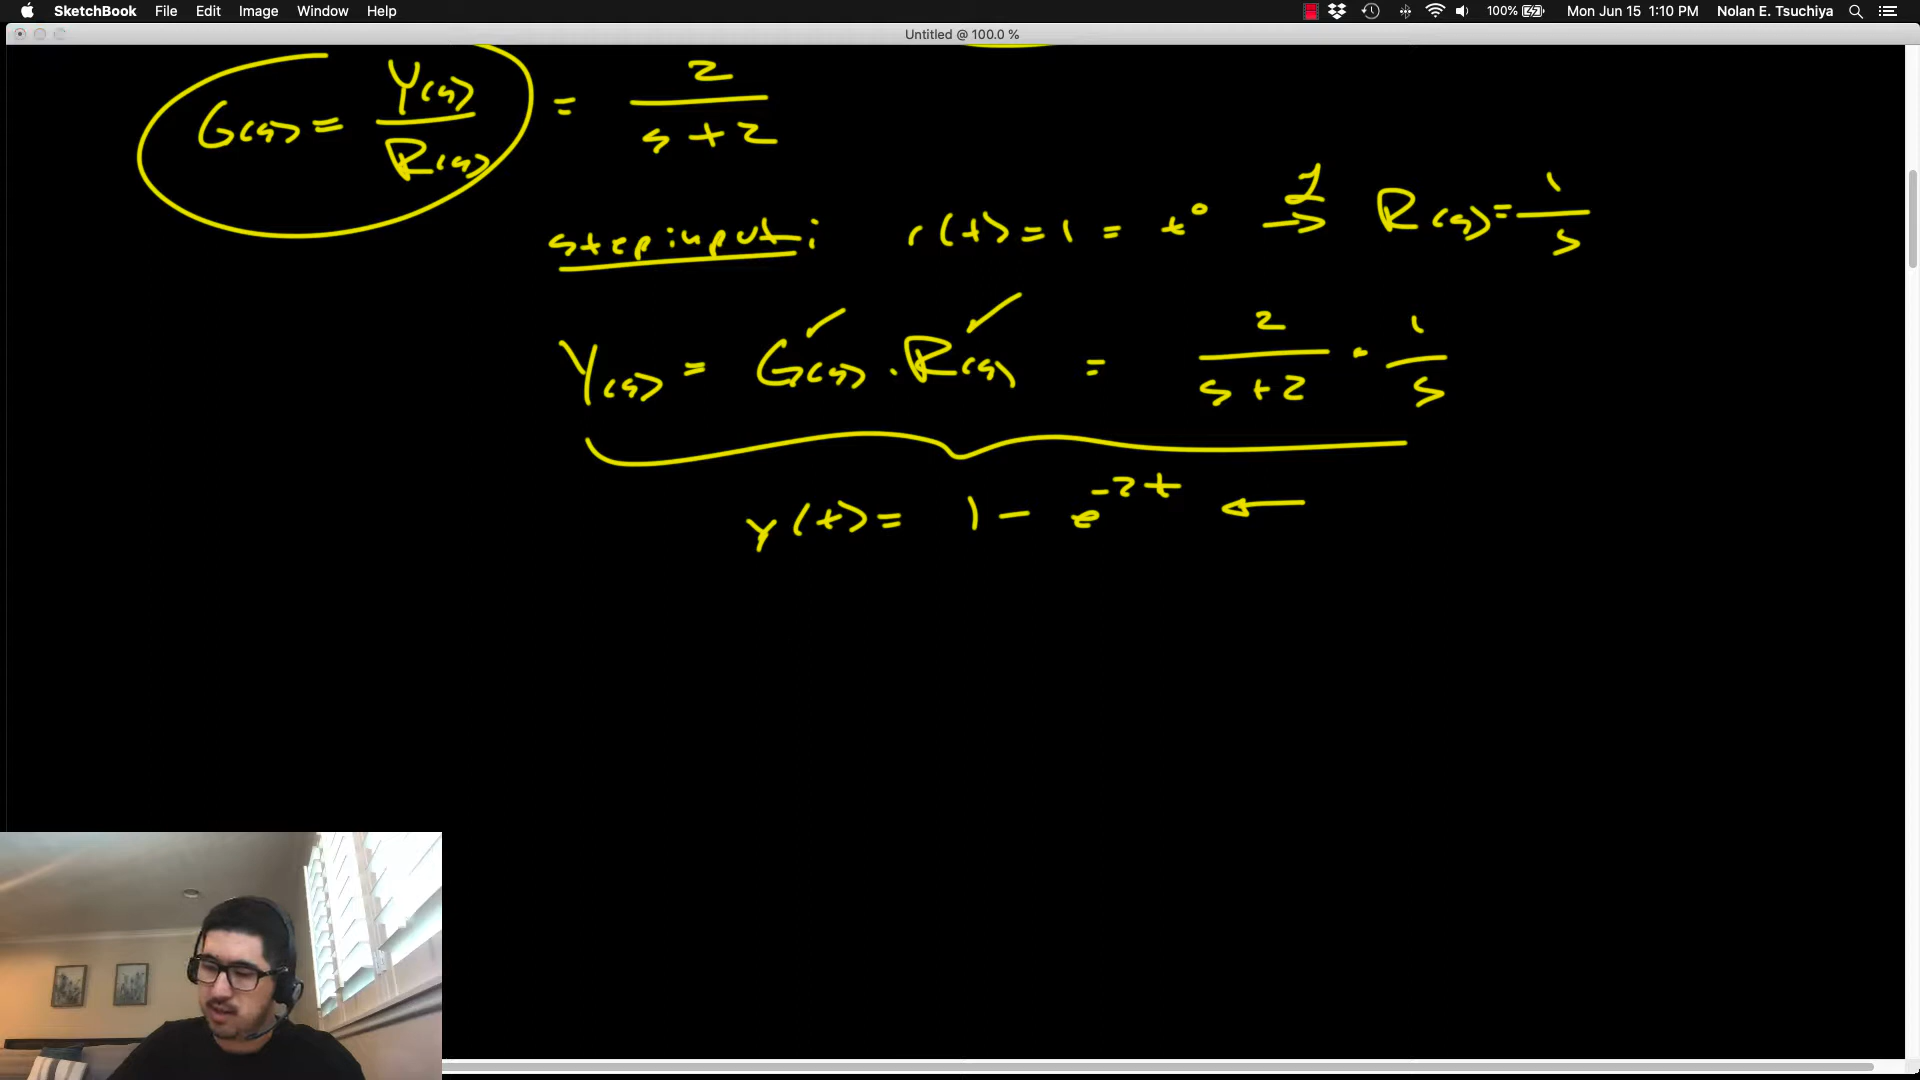 SketchBook File Edit Image Window Help 100% Mon Jun 15 1:10 PM Nolan E. Tsuchiya
Untitled @ 100.0 %
G(s) = Y(s)/R(s) = 2/(s+2)
step input: r(t) = 1 = t⁰ ℒ→ R(s) = 1/s
Y(s) = G(s) · R(s) = 2/(s+2) · 1/s
y(t) = 1 - e^(-2t) ←